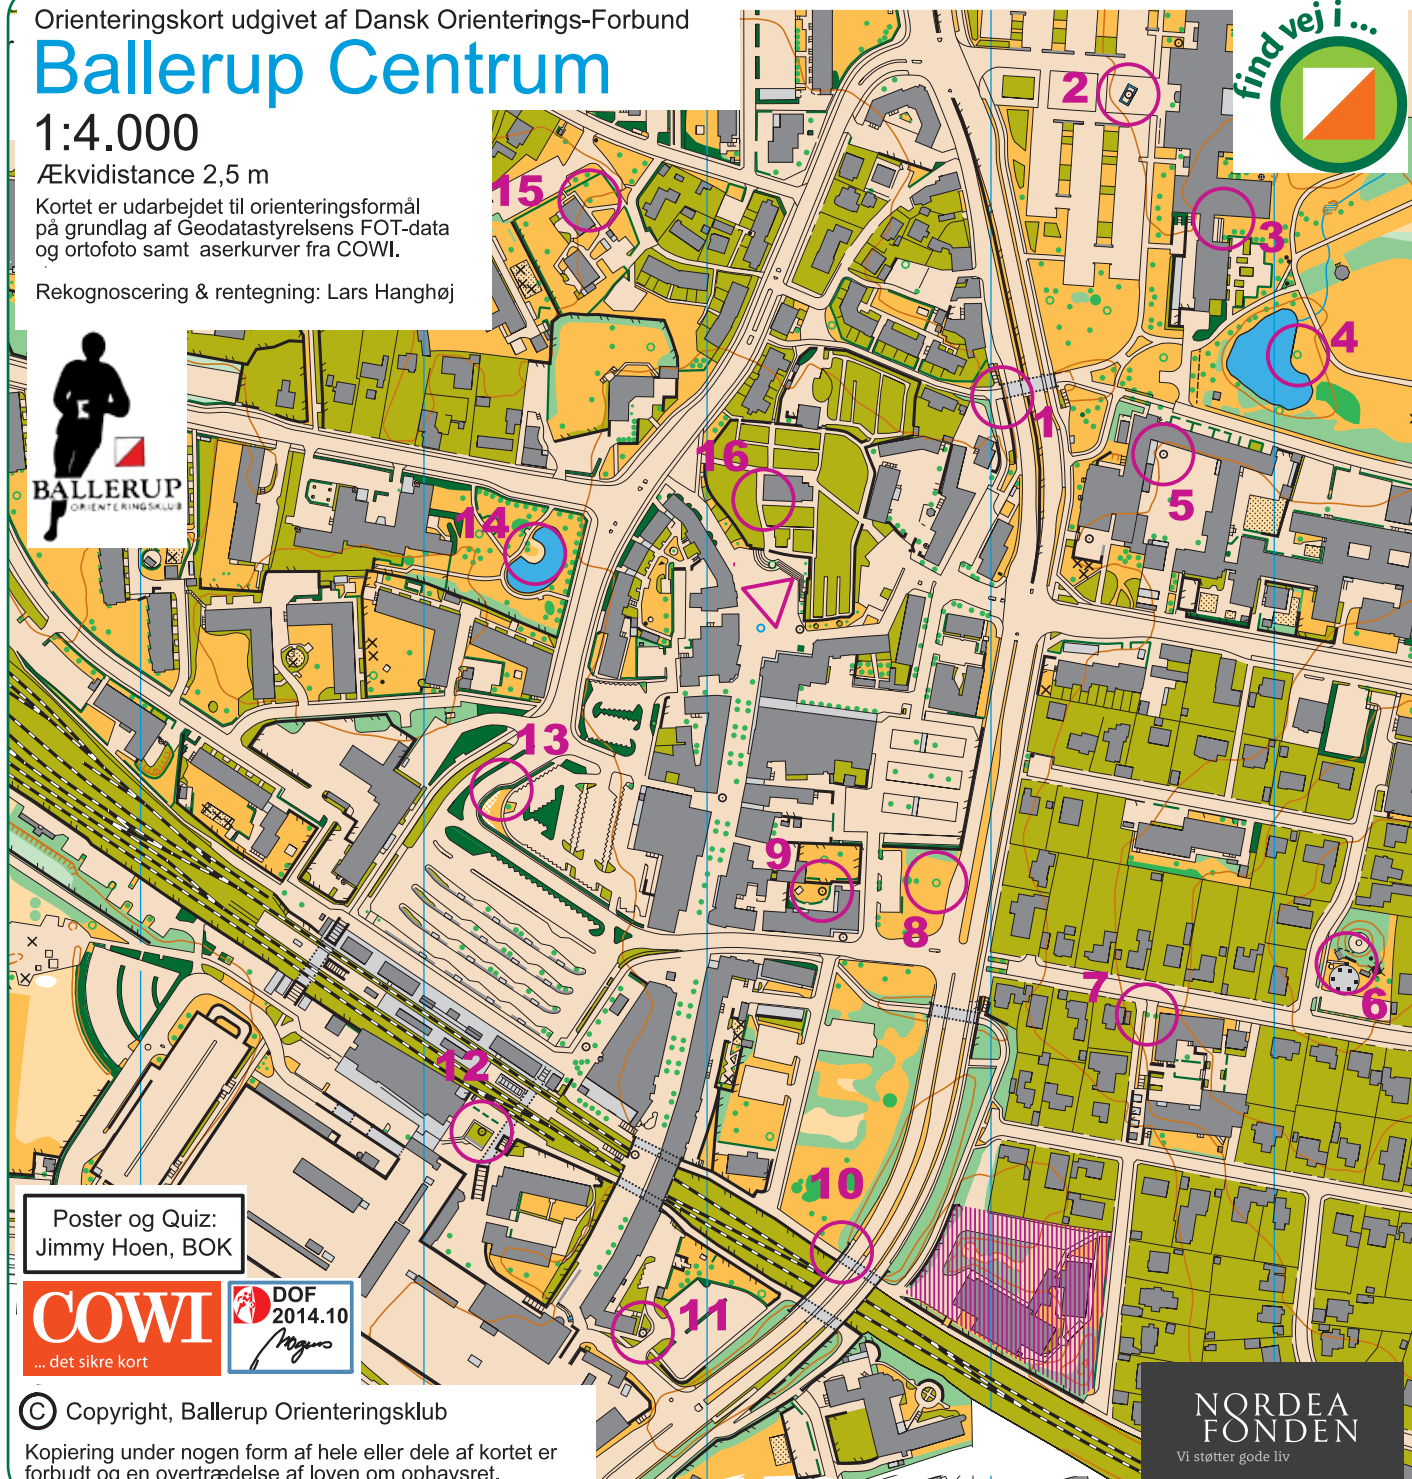 Orienteringskort udgivet af Dansk Orienterings-Forbund
Ballerup Centrum
1:4.000
Ækvidistance 2,5 m
Kortet er udarbejdet til orienteringsformål
på grundlag af Geodatastyrelsens FOT-data
og ortofoto samt aserkurver fra COWI.
Rekognoscering & rentegning: Lars Hanghøj
find vej i ...
BALLERUP
ORIENTERINGSKLUB
2
15
3
4
1
16
5
14
13
9
8
7
6
12
10
11
Poster og Quiz:
Jimmy Hoen, BOK
COWI
... det sikre kort
DOF
2014.10
© Copyright, Ballerup Orienteringsklub
Kopiering under nogen form af hele eller dele af kortet er
forbudt og en overtrædelse af loven om ophavsret.
NORDEA
FONDEN
Vi støtter gode liv